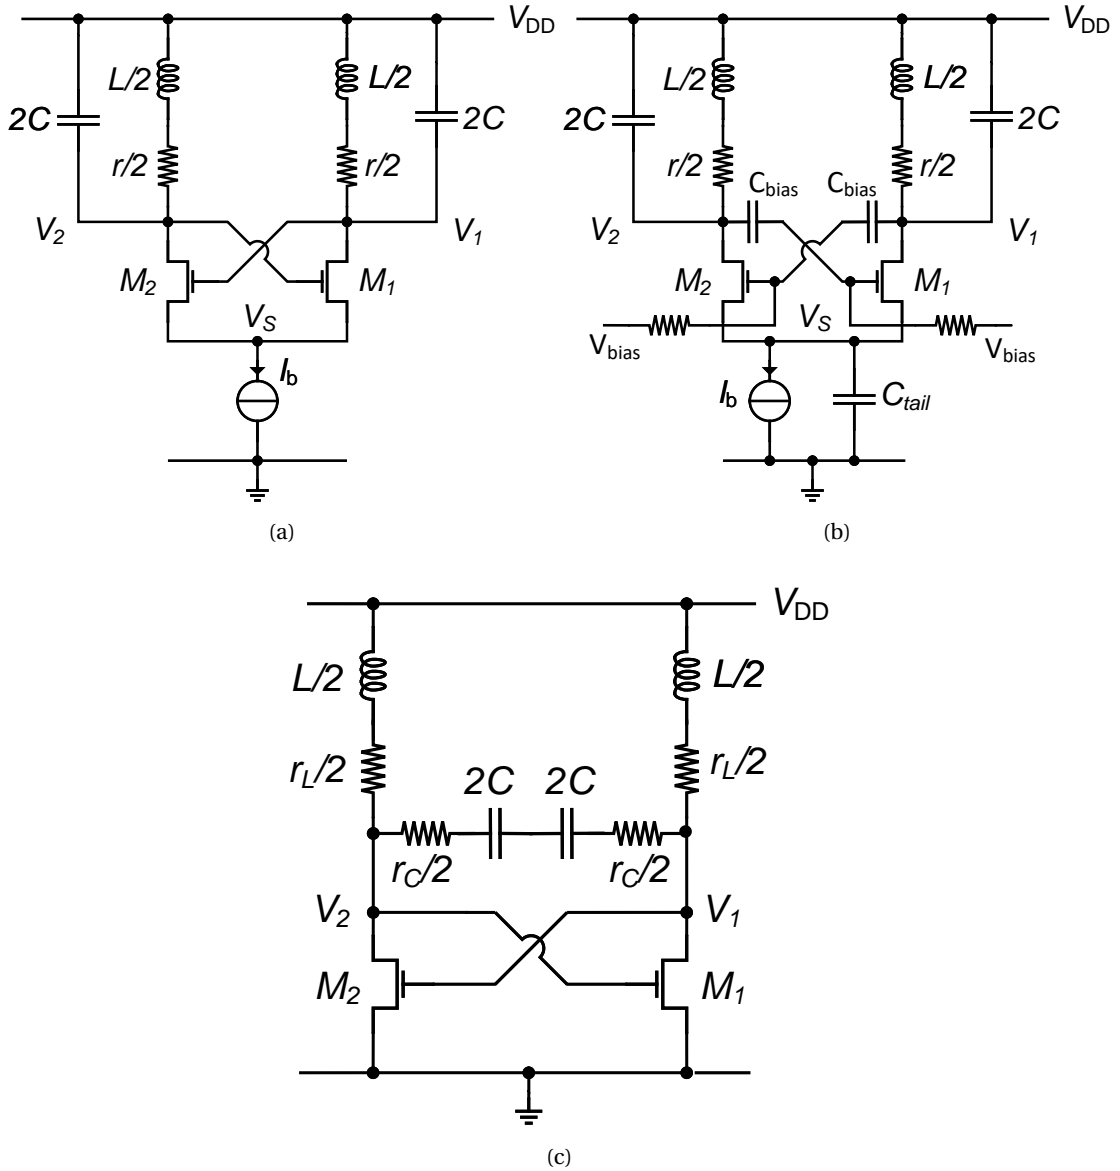 V_DD V_DD
L/2 L/2 L/2 L/2
2C 2C 2C 2C
r/2 r/2 r/2 C_bias C_bias r/2
V_2 V_1 V_2 V_1
M_2 M_1 M_2 M_1
V_S V_S
V_bias V_bias
I_b I_b C_tail
(a) (b)
V_DD
L/2 L/2
r_L/2 2C 2C r_L/2
r_C/2 r_C/2
V_2 V_1
M_2 M_1
(c)